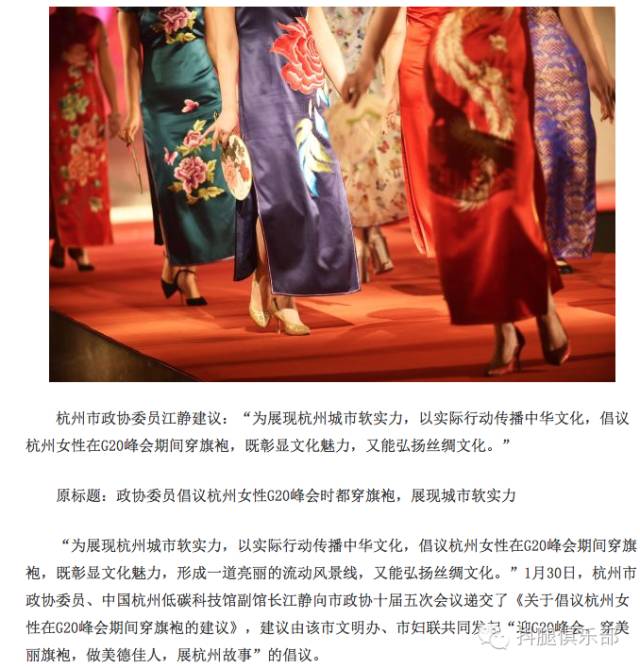 杭州市政协委员江静建议：“为展现杭州城市软实力，以实际行动传播中华文化，倡议
杭州女性在G20峰会期间穿旗袍，既彰显文化魅力，又能弘扬丝绸文化。”
原标题：政协委员倡议杭州女性G20峰会时都穿旗袍，展现城市软实力
“为展现杭州城市软实力，以实际行动传播中华文化，倡议杭州女性在G20峰会期间穿旗
袍，既彰显文化魅力，形成一道亮丽的流动风景线，又能弘扬丝绸文化。”1月30日，杭州市
政协委员、中国杭州低碳科技馆副馆长江静向市政协十届五次会议递交了《关于倡议杭州女
性在G20峰会期间穿旗袍的建议》，建议由该市文明办、市妇联共同发起“迎G20峰会，穿美
丽旗袍，做美德佳人，展杭州故事”的倡议。
抖腿俱乐部